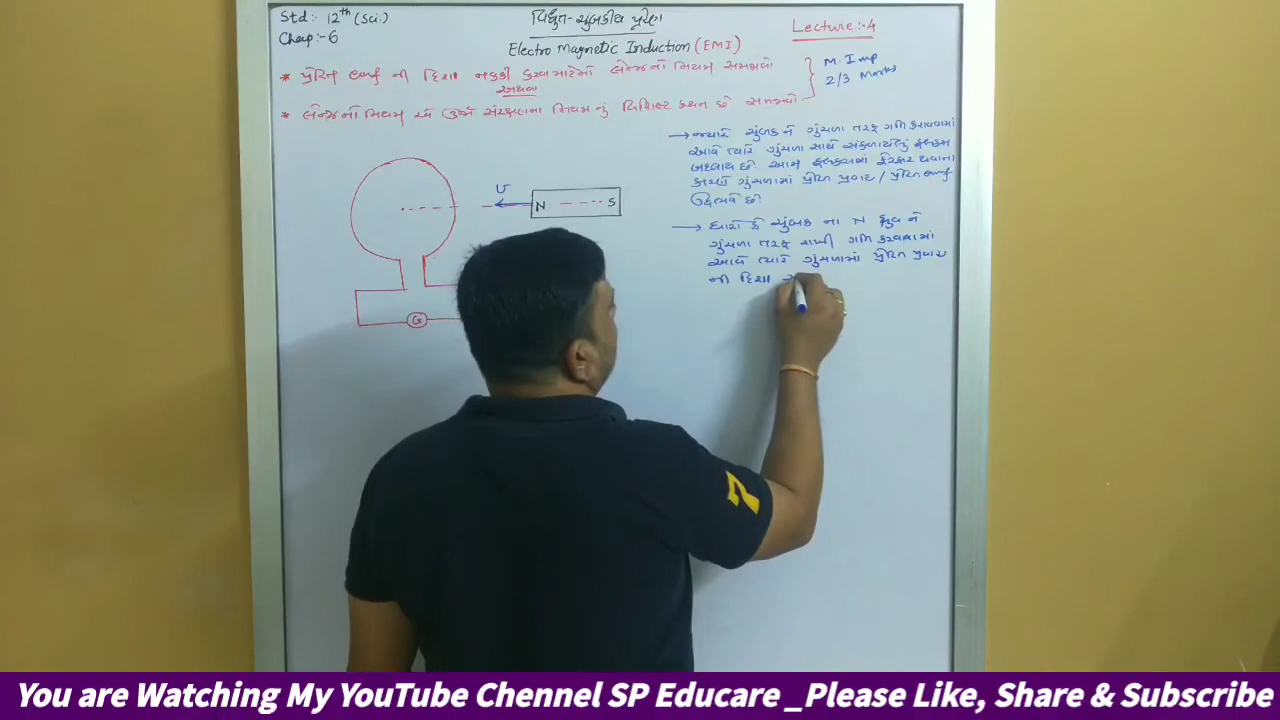 Std:- 12th (Sci.)
Chap:- 6
વિદ્યુત-ચુંબકીય પ્રેરણ
Electro Magnetic Induction (EMI)
Lecture:-4
* પ્રેરિત emf ની દિશા નક્કી કરવા માટેનો લેન્ઝનો નિયમ સમજાવો
અથવા
* લેન્ઝનો નિયમ એ ઊર્જા સંરક્ષણના નિયમનું વિશિષ્ટ કથન છે સમજાવો
M. Imp
2/3 Marks
→ જ્યારે ચુંબકને ગુંચળા તરફ ગતિ કરાવવામાં
આવે ત્યારે ગુંચળા સાથે સંકળાયેલું ફ્લક્સ
બદલાય છે. આમ ફ્લક્સમાં ફેરફાર થવાના
કારણે ગુંચળામાં પ્રેરિત પ્રવાહ / પ્રેરિત emf
ઉદ્ભવે છે.
→ ધારો કે ચુંબક ના N ધ્રુવ ને
ગુંચળા તરફ રાખી ગતિ કરાવવામાં
આવે ત્યારે ગુંચળામાં પ્રેરિત પ્રવાહ
ની દિશા
υ
N
S
G
You are Watching My YouTube Chennel SP Educare _Please Like, Share & Subscribe